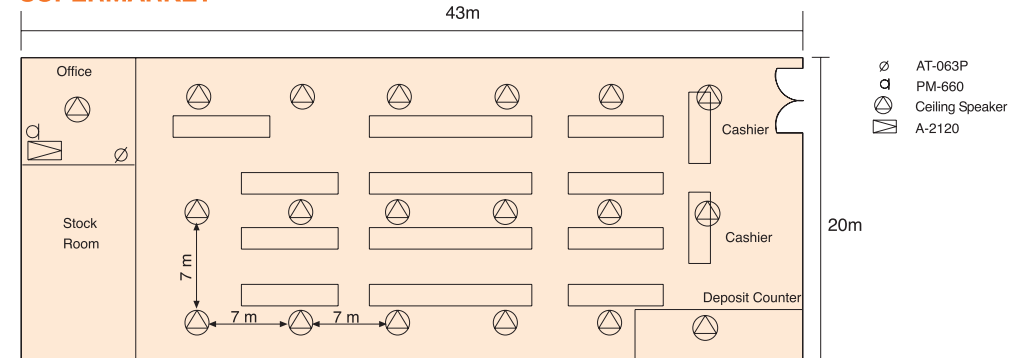 SUPERMARKET
43m
Office
AT-063P
PM-660
Ceiling Speaker
A-2120
Cashier
Stock
Room
20m
Cashier
7 m
Deposit Counter
7 m
7 m